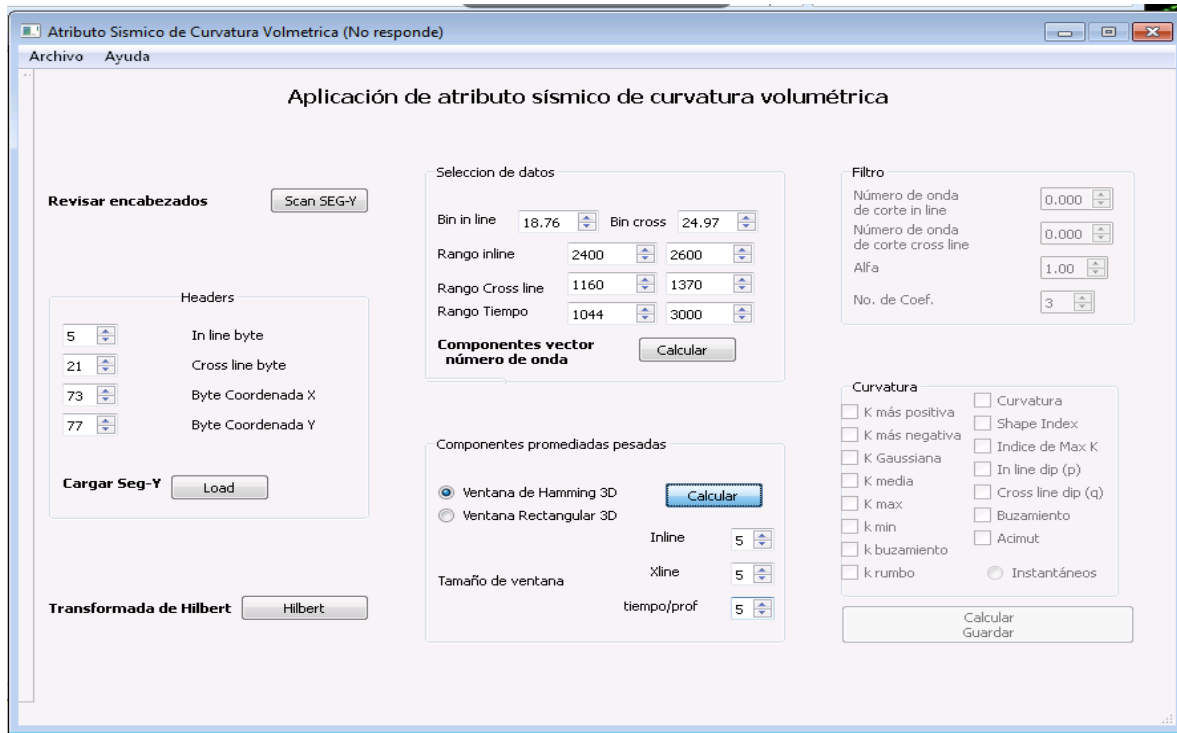 Atributo Sismico de Curvatura Volmetrica (No responde)
Archivo Ayuda
Aplicación de atributo sísmico de curvatura volumétrica
Revisar encabezados
Scan SEG-Y
Headers
5 In line byte
21 Cross line byte
73 Byte Coordenada X
77 Byte Coordenada Y
Cargar Seg-Y
Load
Transformada de Hilbert
Hilbert
Seleccion de datos
Bin in line 18.76 Bin cross 24.97
Rango inline 2400 2600
Rango Cross line 1160 1370
Rango Tiempo 1044 3000
Componentes vector
número de onda
Calcular
Componentes promediadas pesadas
Ventana de Hamming 3D
Calcular
Ventana Rectangular 3D
Inline 5
Tamaño de ventana
Xline 5
tiempo/prof 5
Filtro
Número de onda
de corte in line
0.000
Número de onda
de corte cross line
0.000
Alfa 1.00
No. de Coef. 3
Curvatura
K más positiva
K más negativa
K Gaussiana
K media
K max
k min
k buzamiento
k rumbo
Curvatura
Shape Index
Indice de Max K
In line dip (p)
Cross line dip (q)
Buzamiento
Acimut
Instantáneos
Calcular
Guardar